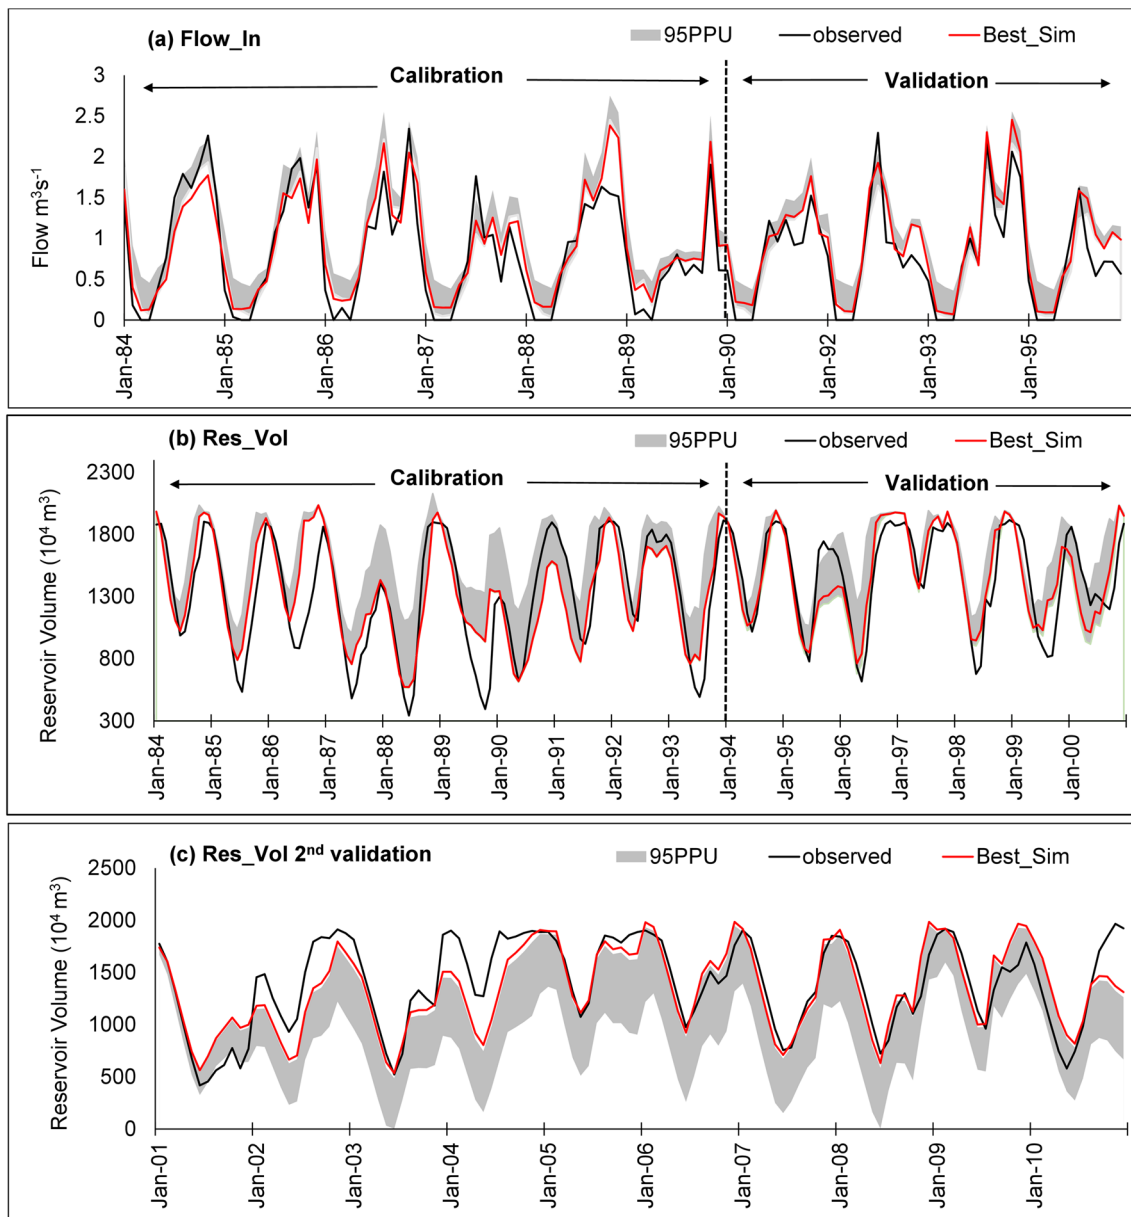 (a) Flow_In
95PPU
observed
Best_Sim
Calibration
Validation
Flow m³s⁻¹
3
2.5
2
1.5
1
0.5
0
Jan-84
Jan-85
Jan-86
Jan-87
Jan-88
Jan-89
Jan-90
Jan-92
Jan-93
Jan-95
(b) Res_Vol
95PPU
observed
Best_Sim
Calibration
Validation
Reservoir Volume (10⁴ m³)
2300
1800
1300
800
300
Jan-84
Jan-85
Jan-86
Jan-87
Jan-88
Jan-89
Jan-90
Jan-91
Jan-92
Jan-93
Jan-94
Jan-95
Jan-96
Jan-97
Jan-98
Jan-99
Jan-00
(c) Res_Vol 2ⁿᵈ validation
95PPU
observed
Best_Sim
Reservoir Volume (10⁴ m³)
2500
2000
1500
1000
500
0
Jan-01
Jan-02
Jan-03
Jan-04
Jan-05
Jan-06
Jan-07
Jan-08
Jan-09
Jan-10